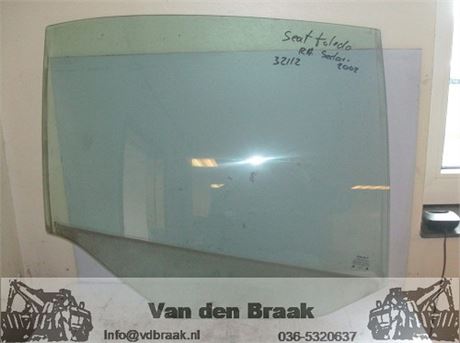 Seat toledo
RA Sedan
32112 2002
Van den Braak
Info@vdbraak.nl 036-5320637